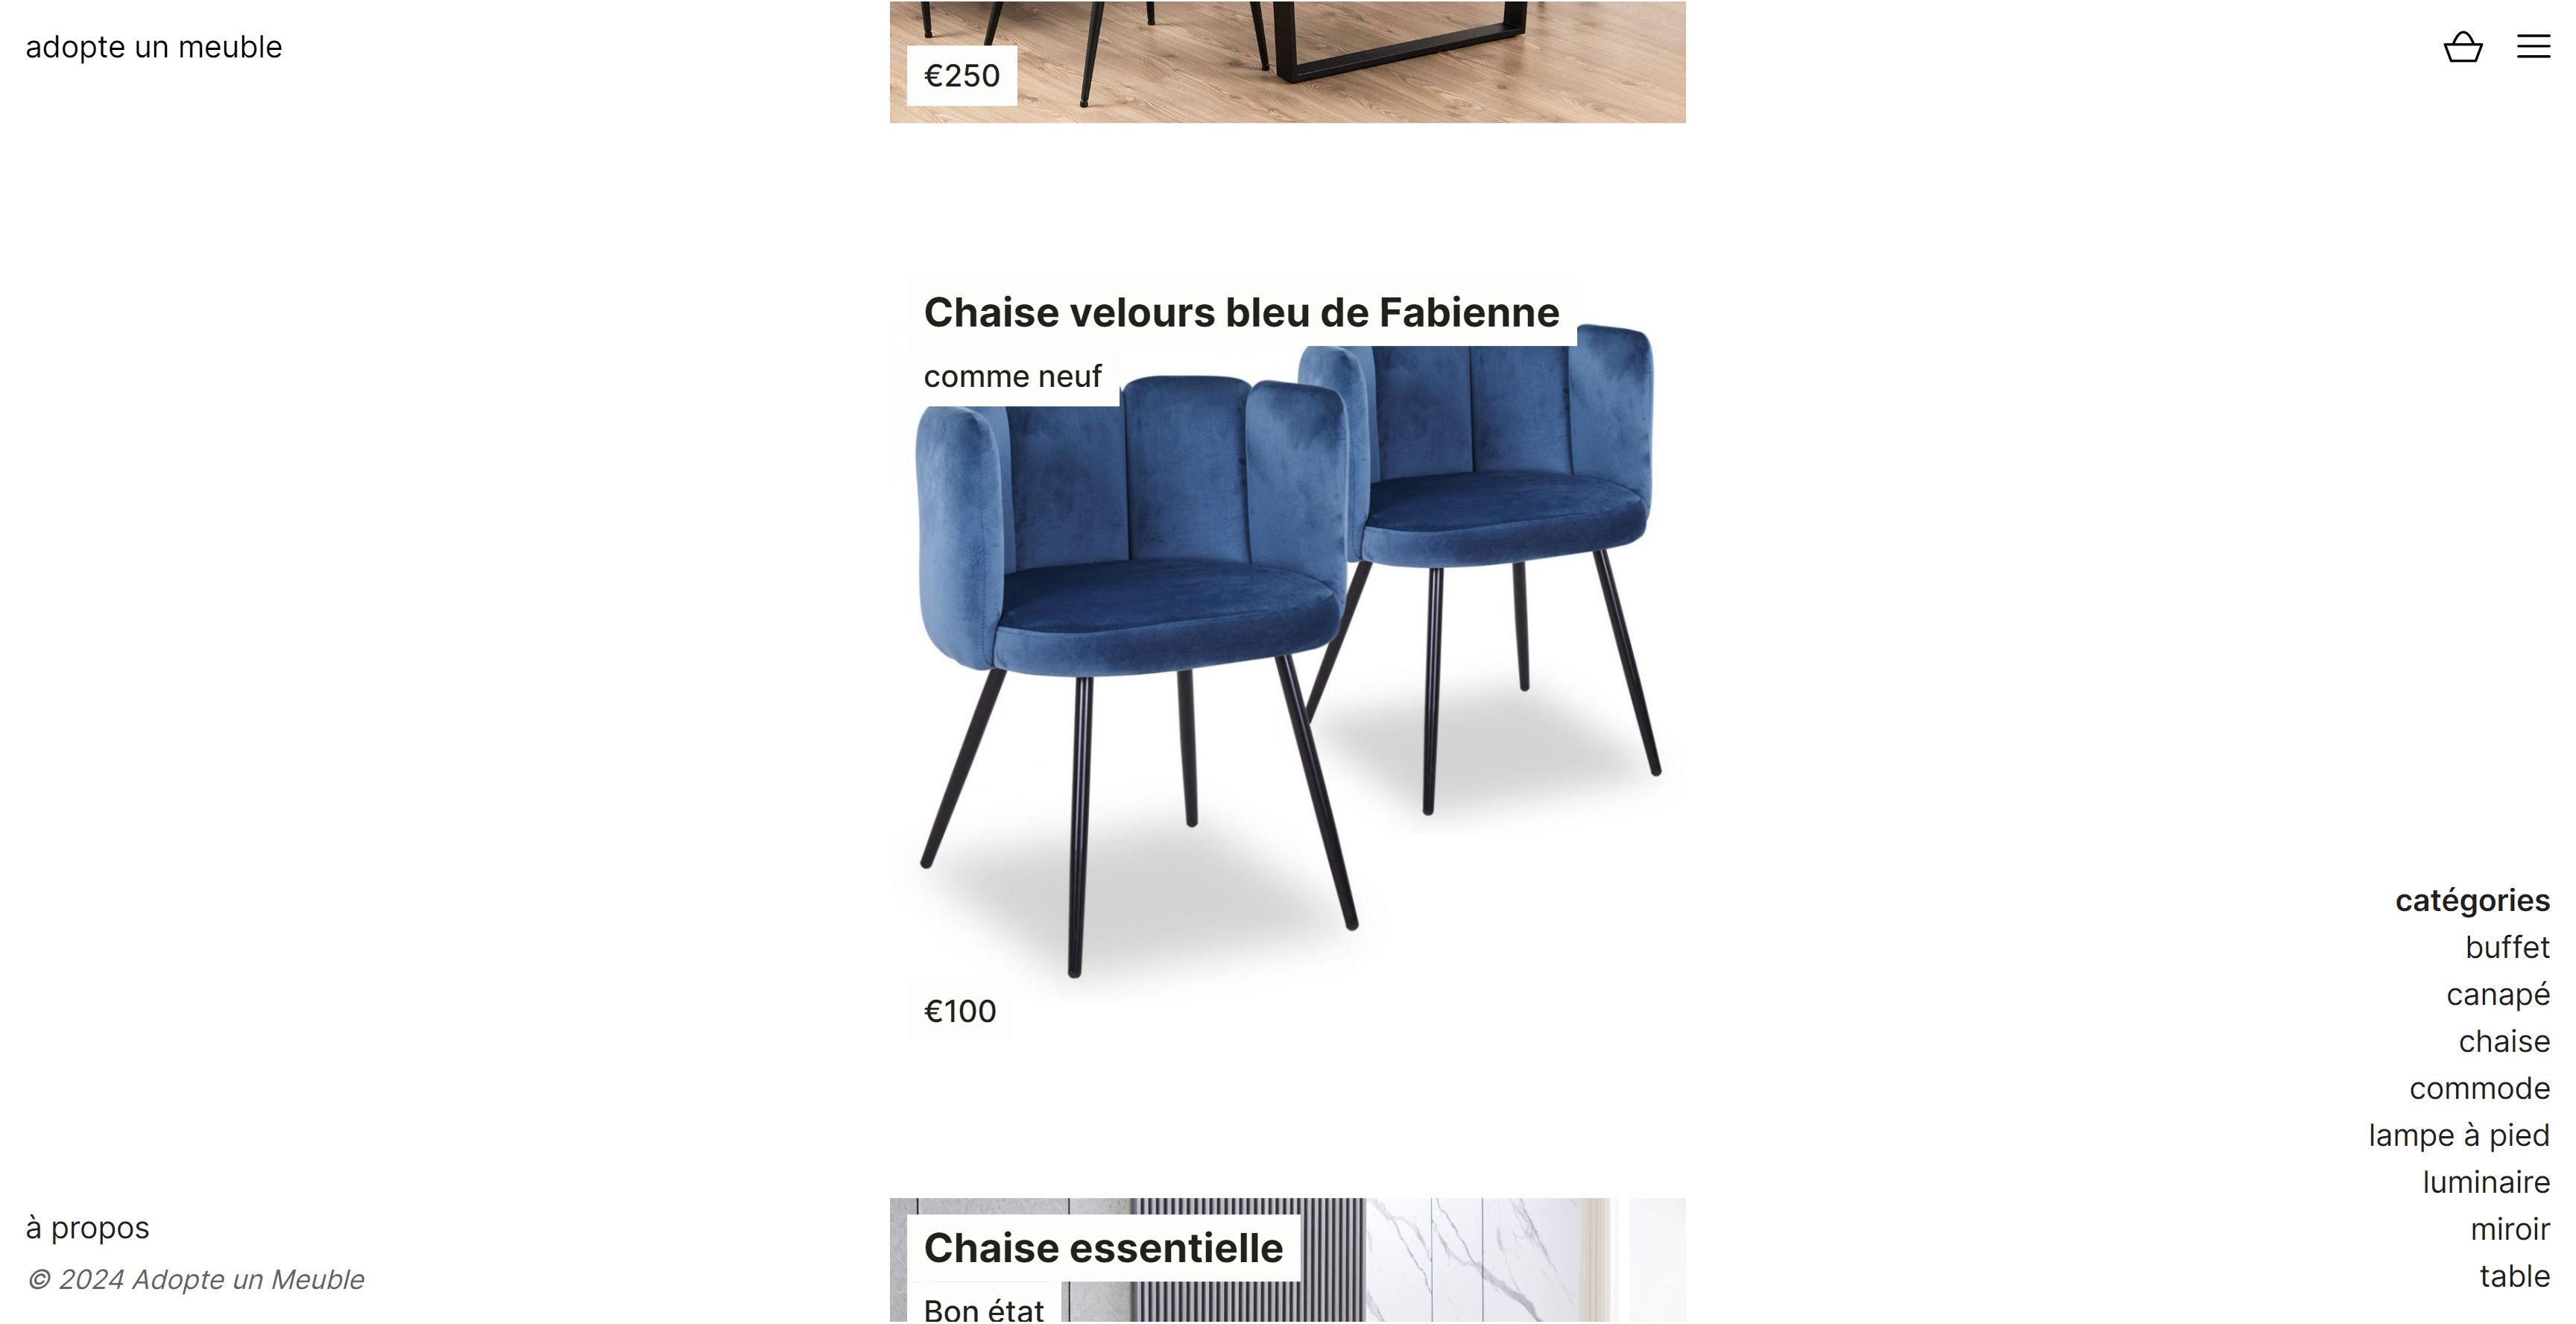 adopte un meuble
€250
Chaise velours bleu de Fabienne
comme neuf
€100
catégories
buffet
canapé
chaise
commode
lampe à pied
luminaire
miroir
table
à propos
© 2024 Adopte un Meuble
Chaise essentielle
Bon état